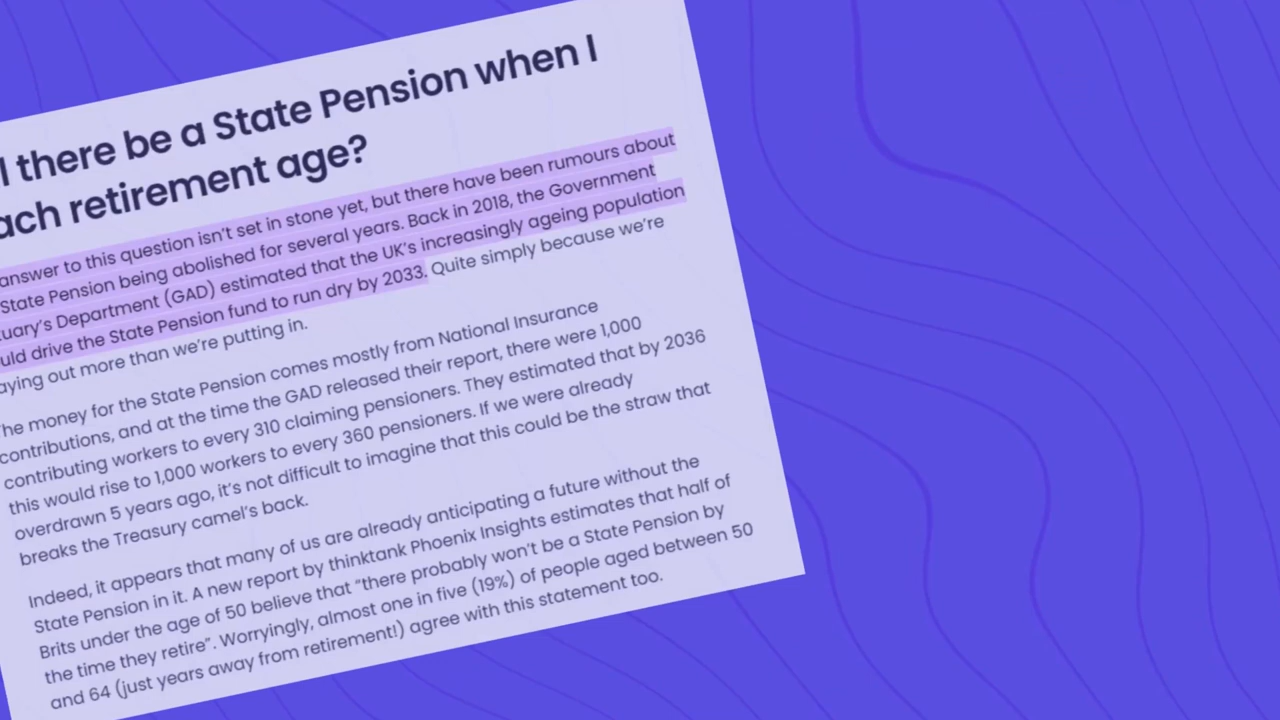 l there be a State Pension when I
ach retirement age?
answer to this question isn't set in stone yet, but there have been rumours about
State Pension being abolished for several years. Back in 2018, the Government
tuary's Department (GAD) estimated that the UK's increasingly ageing population
uld drive the State Pension fund to run dry by 2033. Quite simply because we're
aying out more than we're putting in.
The money for the State Pension comes mostly from National Insurance
contributions, and at the time the GAD released their report, there were 1,000
contributing workers to every 310 claiming pensioners. They estimated that by 2036
this would rise to 1,000 workers to every 360 pensioners. If we were already
overdrawn 5 years ago, it's not difficult to imagine that this could be the straw that
breaks the Treasury camel's back.
Indeed, it appears that many of us are already anticipating a future without the
State Pension in it. A new report by thinktank Phoenix Insights estimates that half of
Brits under the age of 50 believe that "there probably won't be a State Pension by
the time they retire". Worryingly, almost one in five (19%) of people aged between 50
and 64 (just years away from retirement!) agree with this statement too.